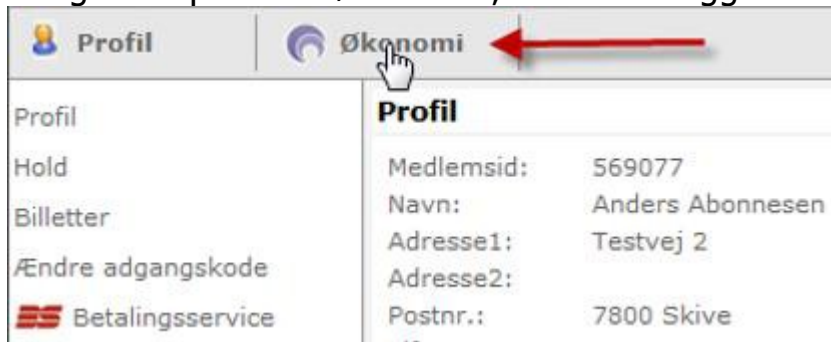 Profil Økonomi
Profil
Hold
Billetter
Ændre adgangskode
BS Betalingsservice
Profil
Medlemsid: 569077
Navn: Anders Abonnesen
Adresse1: Testvej 2
Adresse2:
Postnr.: 7800 Skive